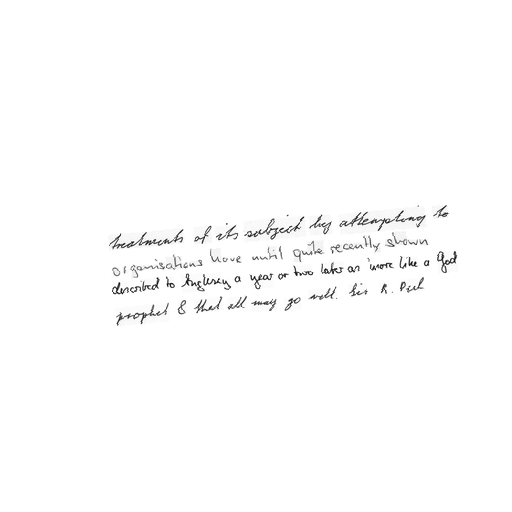 treatments of its subject by attempting to
organisations have until quite recently shown
described to Anglesey a year or two later as 'more like a God
prophet & that all may go well. Sir R. Peel